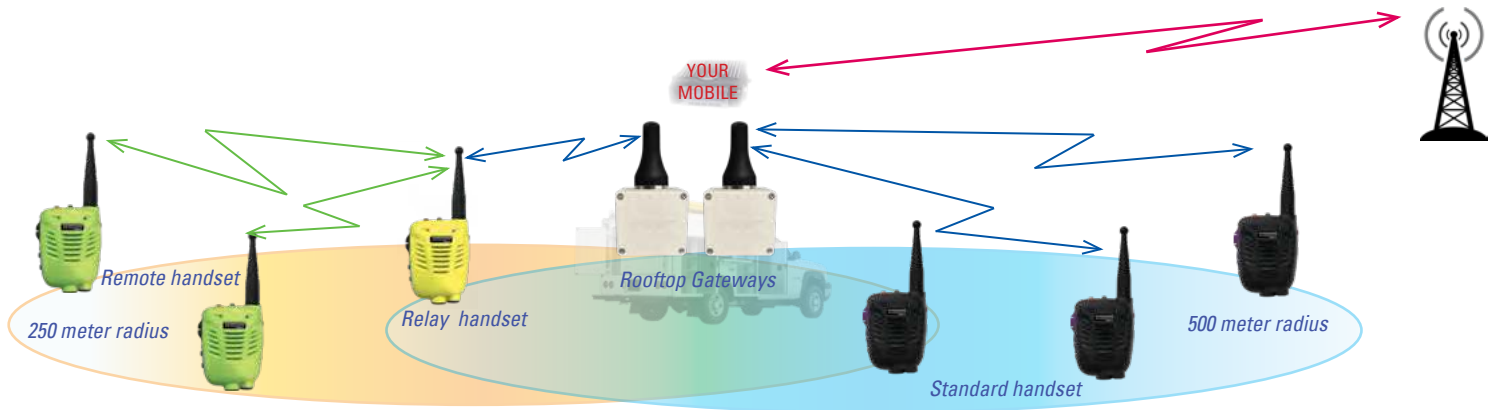 YOUR
MOBILE
Remote handset
Rooftop Gateways
250 meter radius
Relay handset
500 meter radius
Standard handset